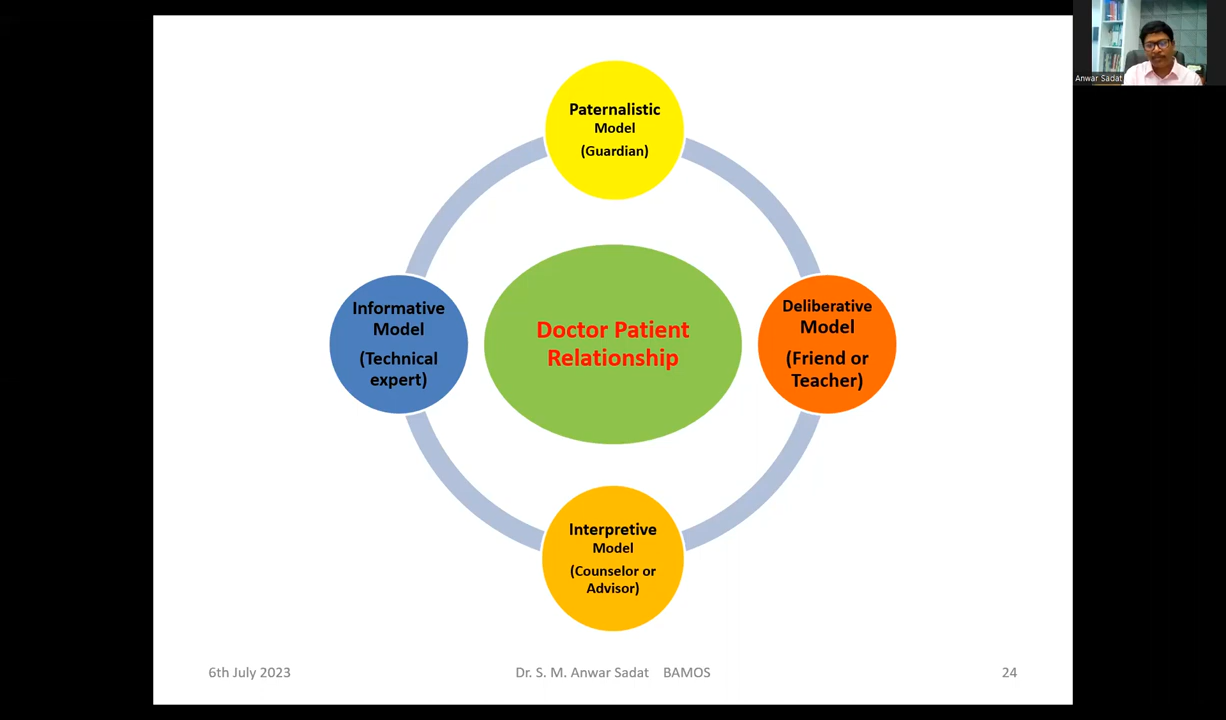 Paternalistic
Model
(Guardian)
Informative
Model
(Technical
expert)
Doctor Patient
Relationship
Deliberative
Model
(Friend or
Teacher)
Interpretive
Model
(Counselor or
Advisor)
6th July 2023
Dr. S. M. Anwar Sadat BAMOS
24
Anwar Sadat